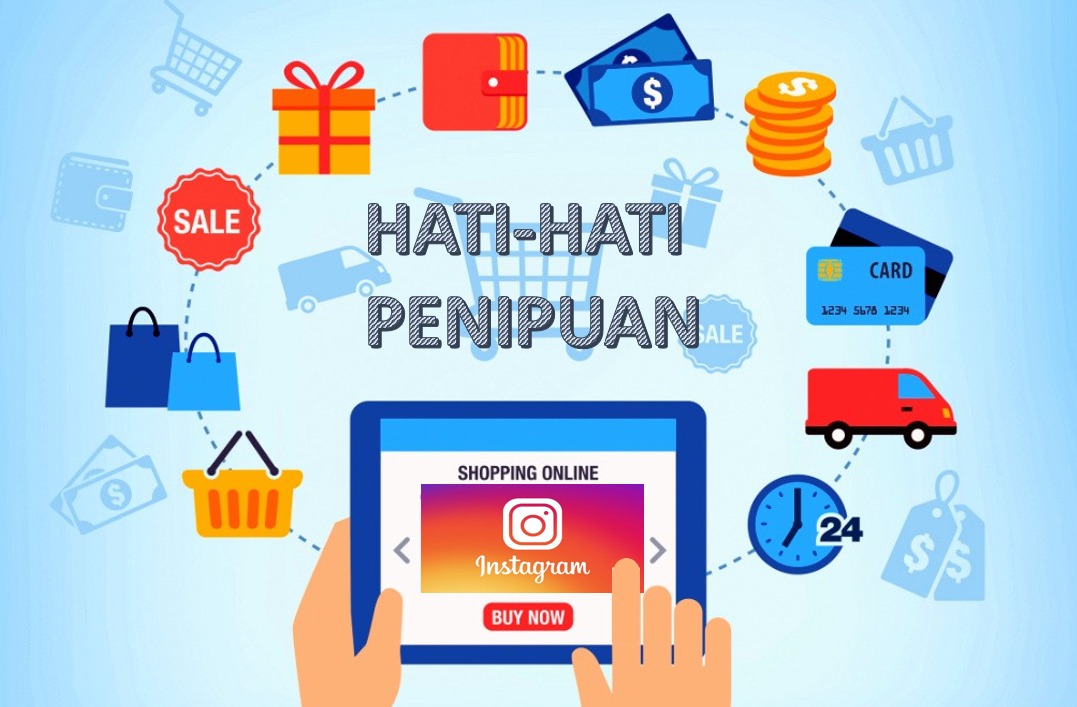 SALE
HATI-HATI
PENIPUAN
SALE
CARD
1234 5678 1234
24
SHOPPING ONLINE
Instagram
BUY NOW
$
$
$
$
$ $